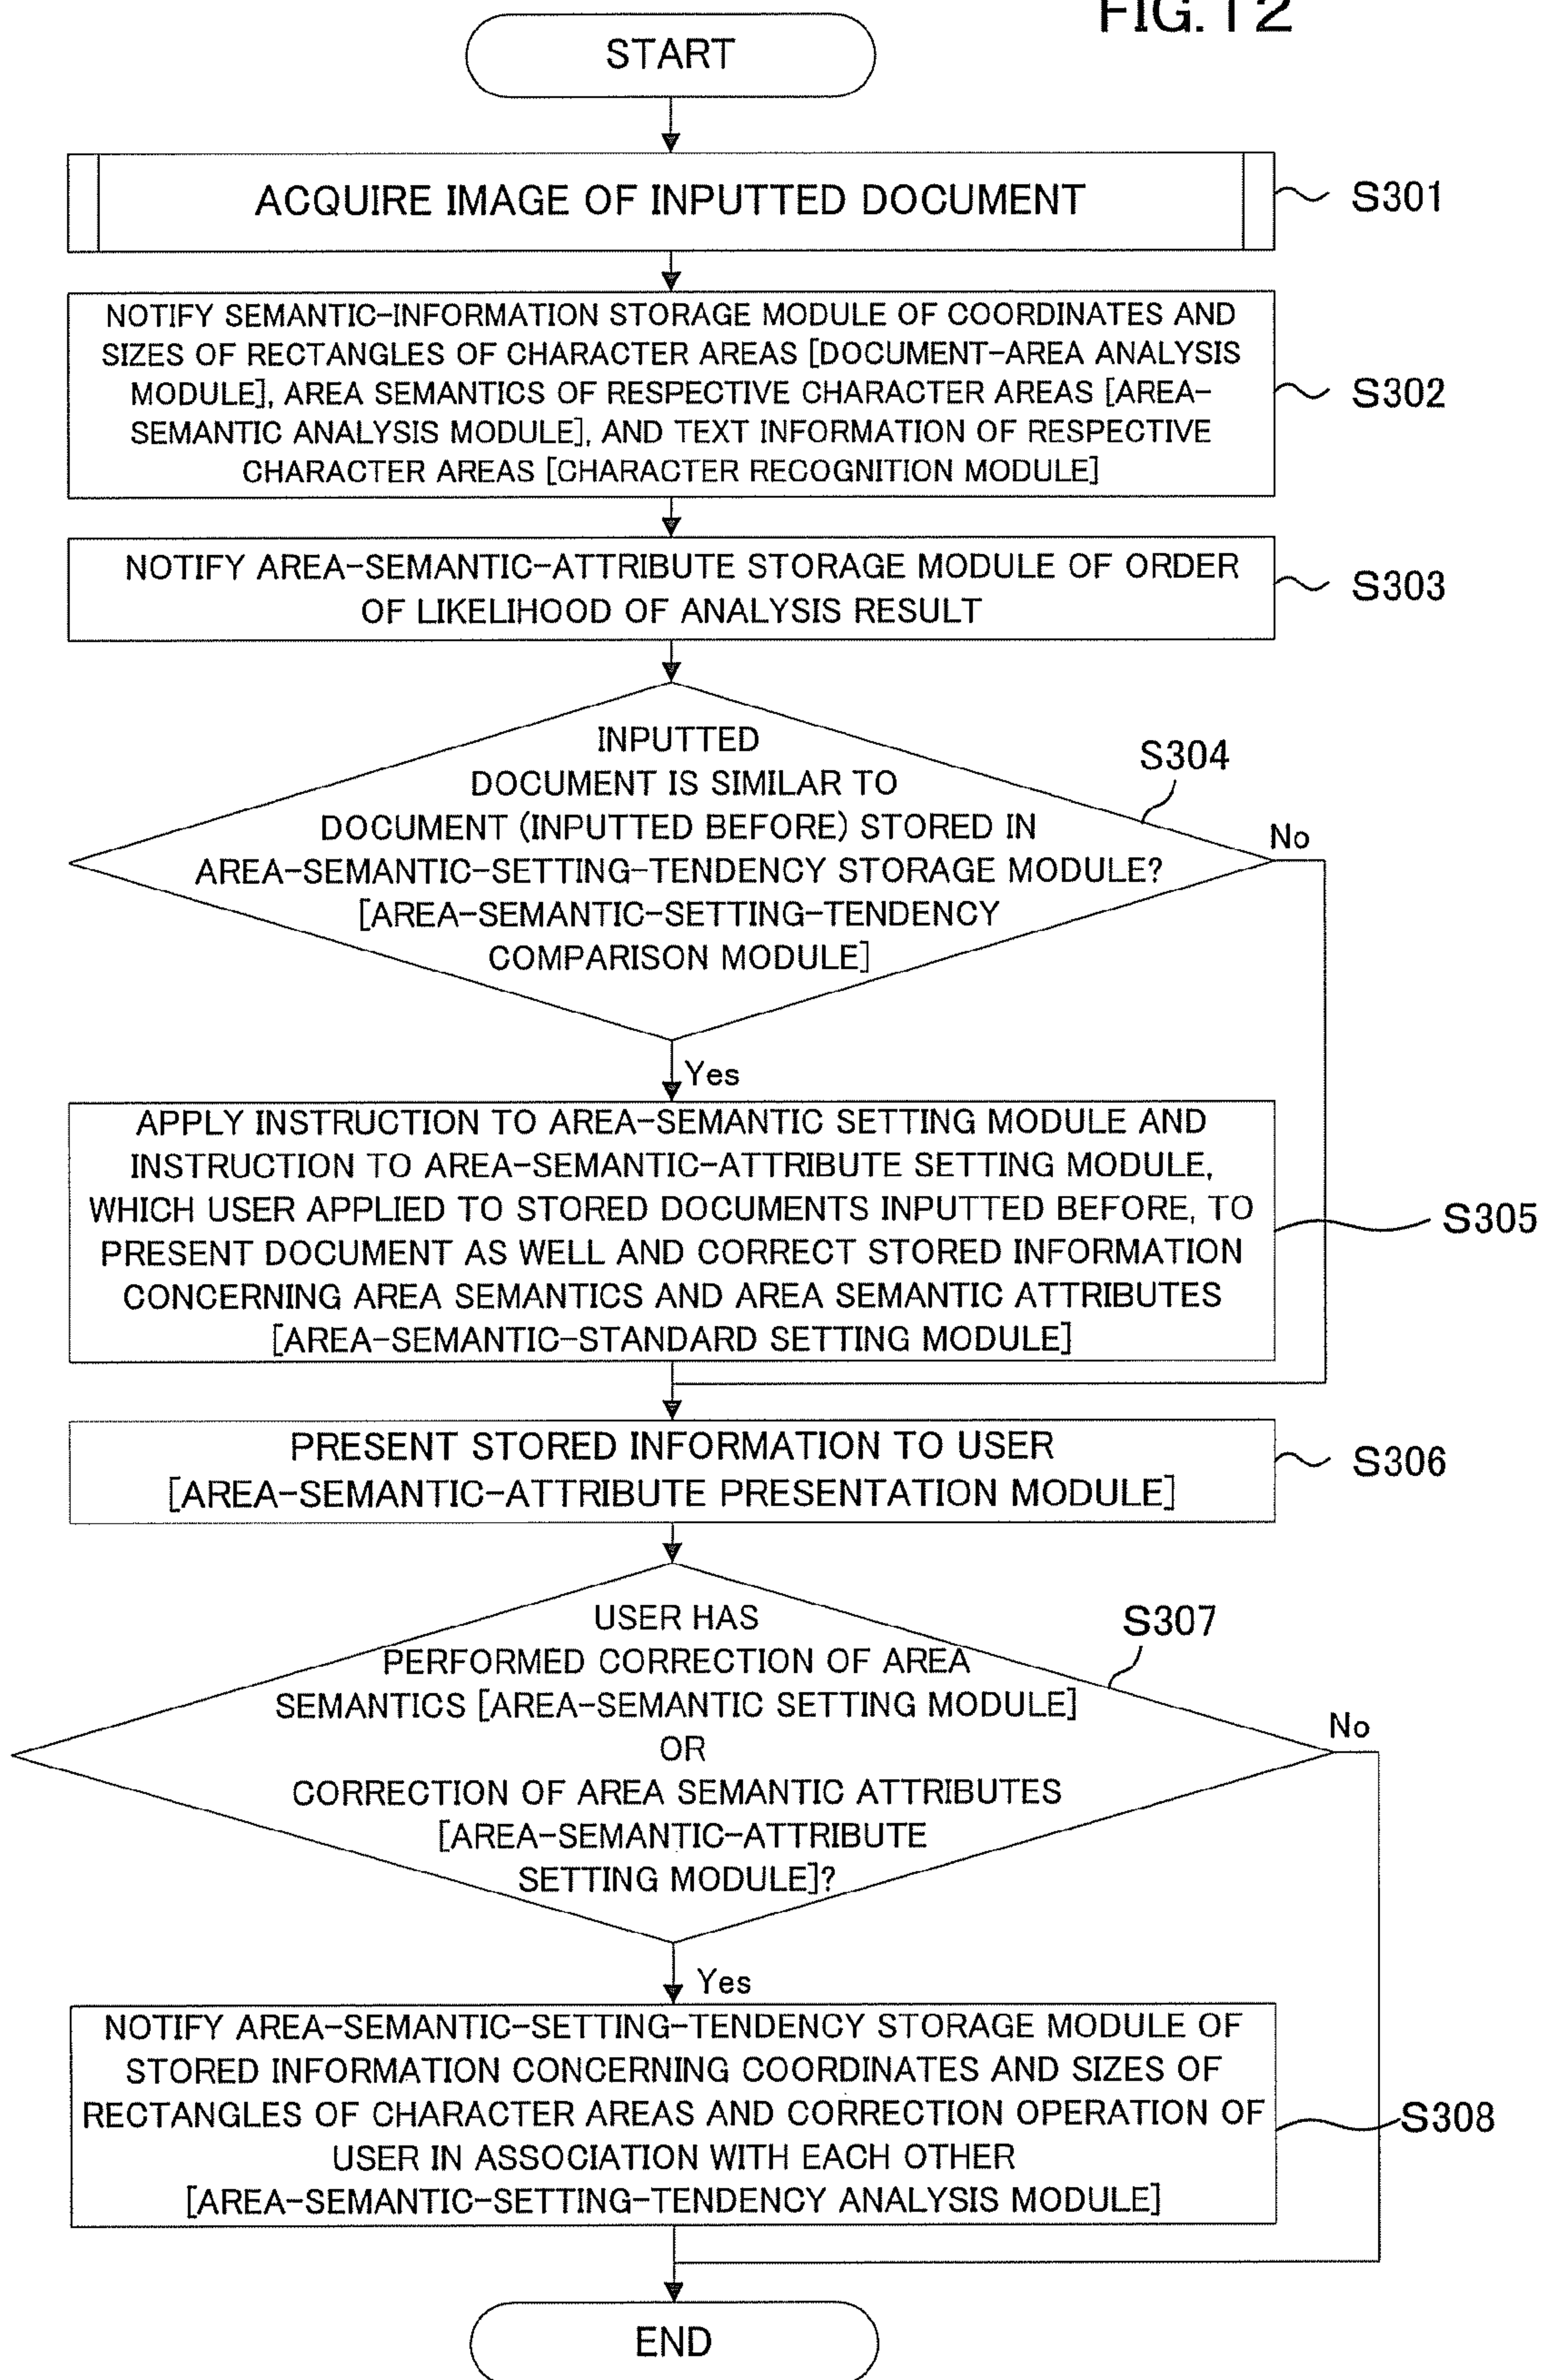 FIG. 12
START
ACQUIRE IMAGE OF INPUTTED DOCUMENT
S301
NOTIFY SEMANTIC-INFORMATION STORAGE MODULE OF COORDINATES AND
SIZES OF RECTANGLES OF CHARACTER AREAS [DOCUMENT-AREA ANALYSIS
MODULE], AREA SEMANTICS OF RESPECTIVE CHARACTER AREAS [AREA-
SEMANTIC ANALYSIS MODULE], AND TEXT INFORMATION OF RESPECTIVE
CHARACTER AREAS [CHARACTER RECOGNITION MODULE]
S302
NOTIFY AREA-SEMANTIC-ATTRIBUTE STORAGE MODULE OF ORDER
OF LIKELIHOOD OF ANALYSIS RESULT
S303
INPUTTED
DOCUMENT IS SIMILAR TO
DOCUMENT (INPUTTED BEFORE) STORED IN
AREA-SEMANTIC-SETTING-TENDENCY STORAGE MODULE?
[AREA-SEMANTIC-SETTING-TENDENCY
COMPARISON MODULE]
S304
No
Yes
APPLY INSTRUCTION TO AREA-SEMANTIC SETTING MODULE AND
INSTRUCTION TO AREA-SEMANTIC-ATTRIBUTE SETTING MODULE,
WHICH USER APPLIED TO STORED DOCUMENTS INPUTTED BEFORE, TO
PRESENT DOCUMENT AS WELL AND CORRECT STORED INFORMATION
CONCERNING AREA SEMANTICS AND AREA SEMANTIC ATTRIBUTES
[AREA-SEMANTIC-STANDARD SETTING MODULE]
S305
PRESENT STORED INFORMATION TO USER
[AREA-SEMANTIC-ATTRIBUTE PRESENTATION MODULE]
S306
USER HAS
PERFORMED CORRECTION OF AREA
SEMANTICS [AREA-SEMANTIC SETTING MODULE]
OR
CORRECTION OF AREA SEMANTIC ATTRIBUTES
[AREA-SEMANTIC-ATTRIBUTE
SETTING MODULE]?
S307
No
Yes
NOTIFY AREA-SEMANTIC-SETTING-TENDENCY STORAGE MODULE OF
STORED INFORMATION CONCERNING COORDINATES AND SIZES OF
RECTANGLES OF CHARACTER AREAS AND CORRECTION OPERATION OF
USER IN ASSOCIATION WITH EACH OTHER
[AREA-SEMANTIC-SETTING-TENDENCY ANALYSIS MODULE]
S308
END